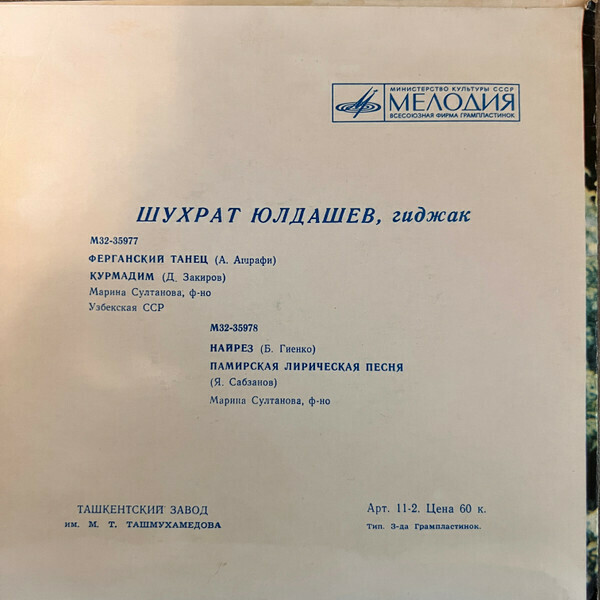 МИНИСТЕРСТВО КУЛЬТУРЫ СССР
МЕЛОДИЯ
ВСЕСОЮЗНАЯ ФИРМА ГРАМПЛАСТИНОК
ШУХРАТ ЮЛДАШЕВ, гиджак
М32-35977
ФЕРГАНСКИЙ ТАНЕЦ (А. Ашрафи)
КУРМАДИМ (Д. Закиров)
Марина Султанова, ф-но
Узбекская ССР
М32-35978
НАЙРЕЗ (Б. Гиенко)
ПАМИРСКАЯ ЛИРИЧЕСКАЯ ПЕСНЯ
(Я. Сабзанов)
Марина Султанова, ф-но
ТАШКЕНТСКИЙ ЗАВОД
им. М. Т. ТАШМУХАМЕДОВА
Арт. 11-2. Цена 60 к.
Тип. З-да Грампластинок.